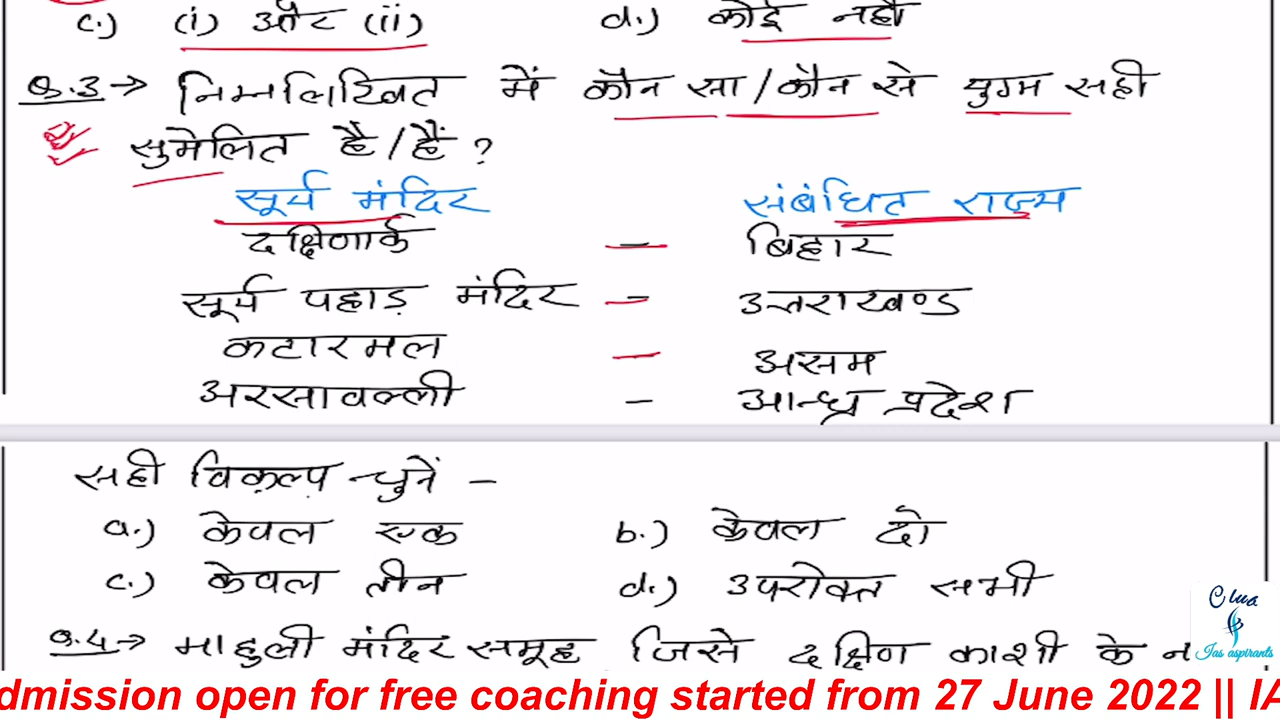 c.) (i) और (ii) d.) कोई नहीं
Q.3→ निम्नलिखित में कौन सा/कौन से युग्म सही
सुमेलित है/हैं?
सूर्य मंदिर संबंधित राज्य
दक्षिणार्क - बिहार
सूर्य पहाड़ मंदिर - उत्तराखण्ड
कटारमल - असम
अरसावल्ली - आन्ध्र प्रदेश
सही विकल्प चुनें -
a.) केवल एक b.) केवल दो
c.) केवल तीन d.) उपरोक्त सभी
Q.4→ माहुली मंदिर समूह जिसे दक्षिण काशी के न
Clue
Ias aspirants
dmission open for free coaching started from 27 June 2022 || IA